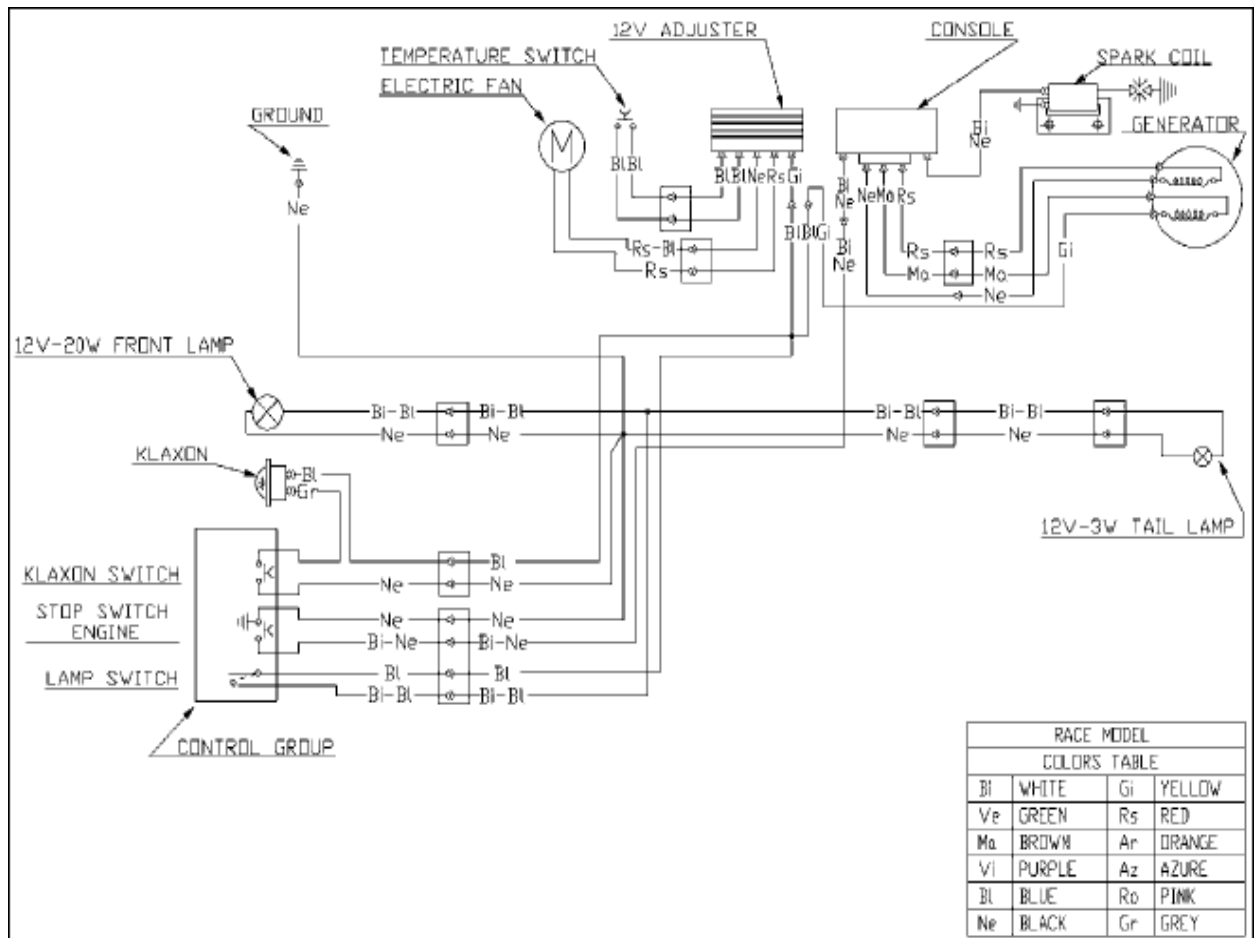 12V ADJUSTER
CONSOLE
TEMPERATURE SWITCH
SPARK COIL
ELECTRIC FAN
GROUND
GENERATOR
M
Bi
Ne
BlBl
BlBlNeRsGi
Bl
Ne
NeMaRs
Ne
BlBlGi
Bi
Ne
Rs-Bl
Rs
Rs Rs
Ma Ma
Ne
Gi
12V-20W FRONT LAMP
Bi-Bl Bi-Bl Bi-Bl Bi-Bl
Ne Ne Ne Ne
KLAXON
Bl
Gr
12V-3W TAIL LAMP
Bl
KLAXON SWITCH
Ne Ne
STOP SWITCH
ENGINE
Ne Ne
Bi-Ne Bi-Ne
LAMP SWITCH
Bl Bl
Bi-Bl Bi-Bl
CONTROL GROUP
RACE MODEL
COLORS TABLE
Bi WHITE Gi YELLOW
Ve GREEN Rs RED
Ma BROWN Ar ORANGE
Vi PURPLE Az AZURE
Bl BLUE Ro PINK
Ne BLACK Gr GREY